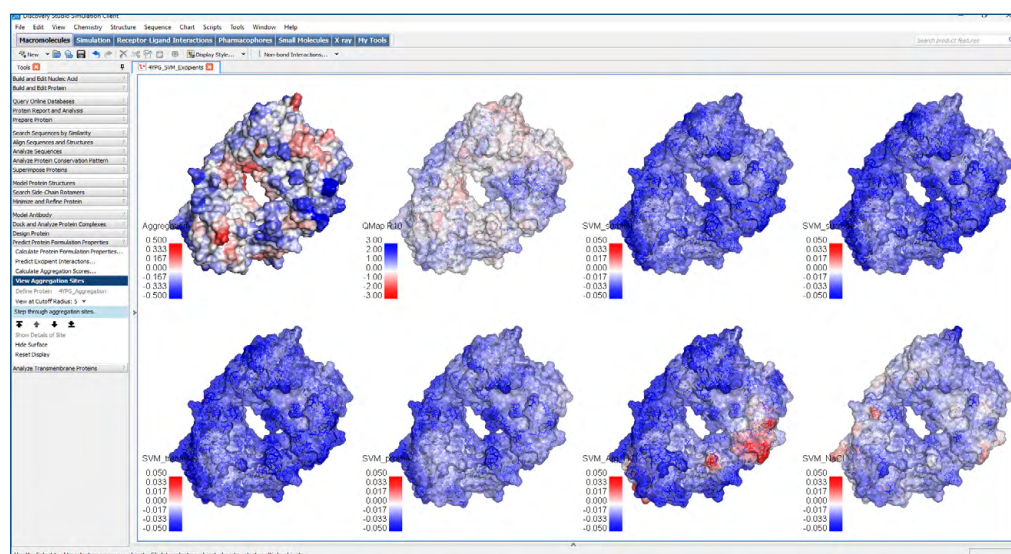 Discovery Studio Simulation Client
File Edit View Chemistry Structure Sequence Chart Scripts Tools Window Help
Macromolecules Simulation Receptor-Ligand Interactions Pharmacophores Small Molecules X-ray My Tools
Search product features
New Display Style... Non-bond Interactions...
Tools 4YPG_SVM_Excipients
Build and Edit Nucleic Acid
Build and Edit Protein
Query Online Databases
Protein Report and Analysis
Prepare Protein
Search Sequences by Similarity
Align Sequences and Structures
Analyze Sequences
Analyze Protein Conservation Pattern
Superimpose Proteins
Model Protein Structures
Search Side-Chain Rotamers
Minimize and Refine Protein
Model Antibody
Dock and Analyze Protein Complexes
Design Protein
Predict Protein Formulation Properties
Calculate Protein Formulation Properties...
Predict Excipient Interactions...
Calculate Aggregation Scores...
View Aggregation Sites
Define Protein 4YPG_Aggregation
View at Cutoff Radius: 5
Step through aggregation sites.
Show Details of Site
Hide Surface
Reset Display
Analyze Transmembrane Proteins
Aggreg
0.500
0.333
0.167
0.000
-0.167
-0.333
-0.500
QMap R10
3.00
2.00
1.00
0.00
-1.00
-2.00
-3.00
0.050
0.033
0.017
0.000
-0.017
-0.033
-0.050
0.050
0.033
0.017
0.000
-0.017
-0.033
-0.050
0.050
0.033
0.017
0.000
-0.017
-0.033
-0.050
0.050
0.033
0.017
0.000
-0.017
-0.033
-0.050
0.050
0.033
0.017
0.000
-0.017
-0.033
-0.050
SVM_NaCl
0.050
0.033
0.017
0.000
-0.017
-0.033
-0.050